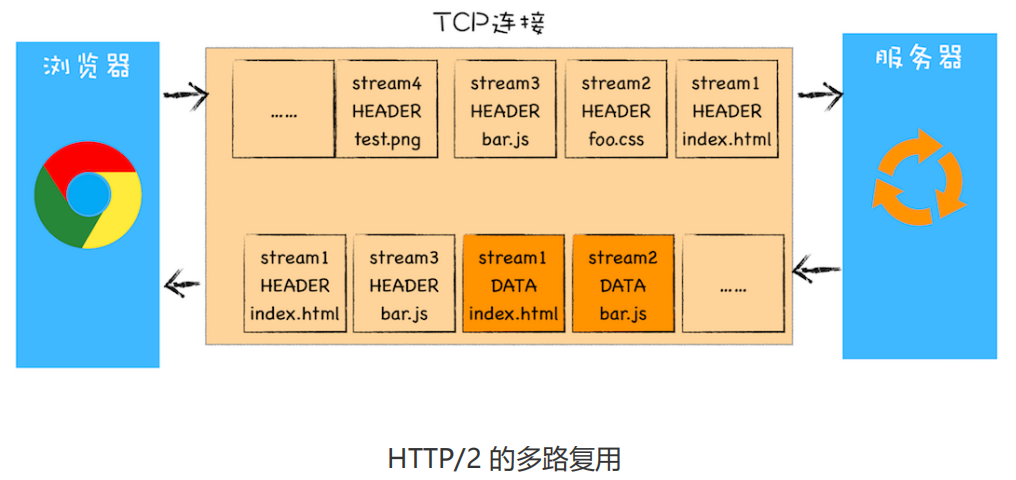 TCP连接
浏览器
服务器
……
stream4
HEADER
test.png
stream3
HEADER
bar.js
stream2
HEADER
foo.css
stream1
HEADER
index.html
stream1
HEADER
index.html
stream3
HEADER
bar.js
stream1
DATA
index.html
stream2
DATA
bar.js
……
HTTP/2 的多路复用